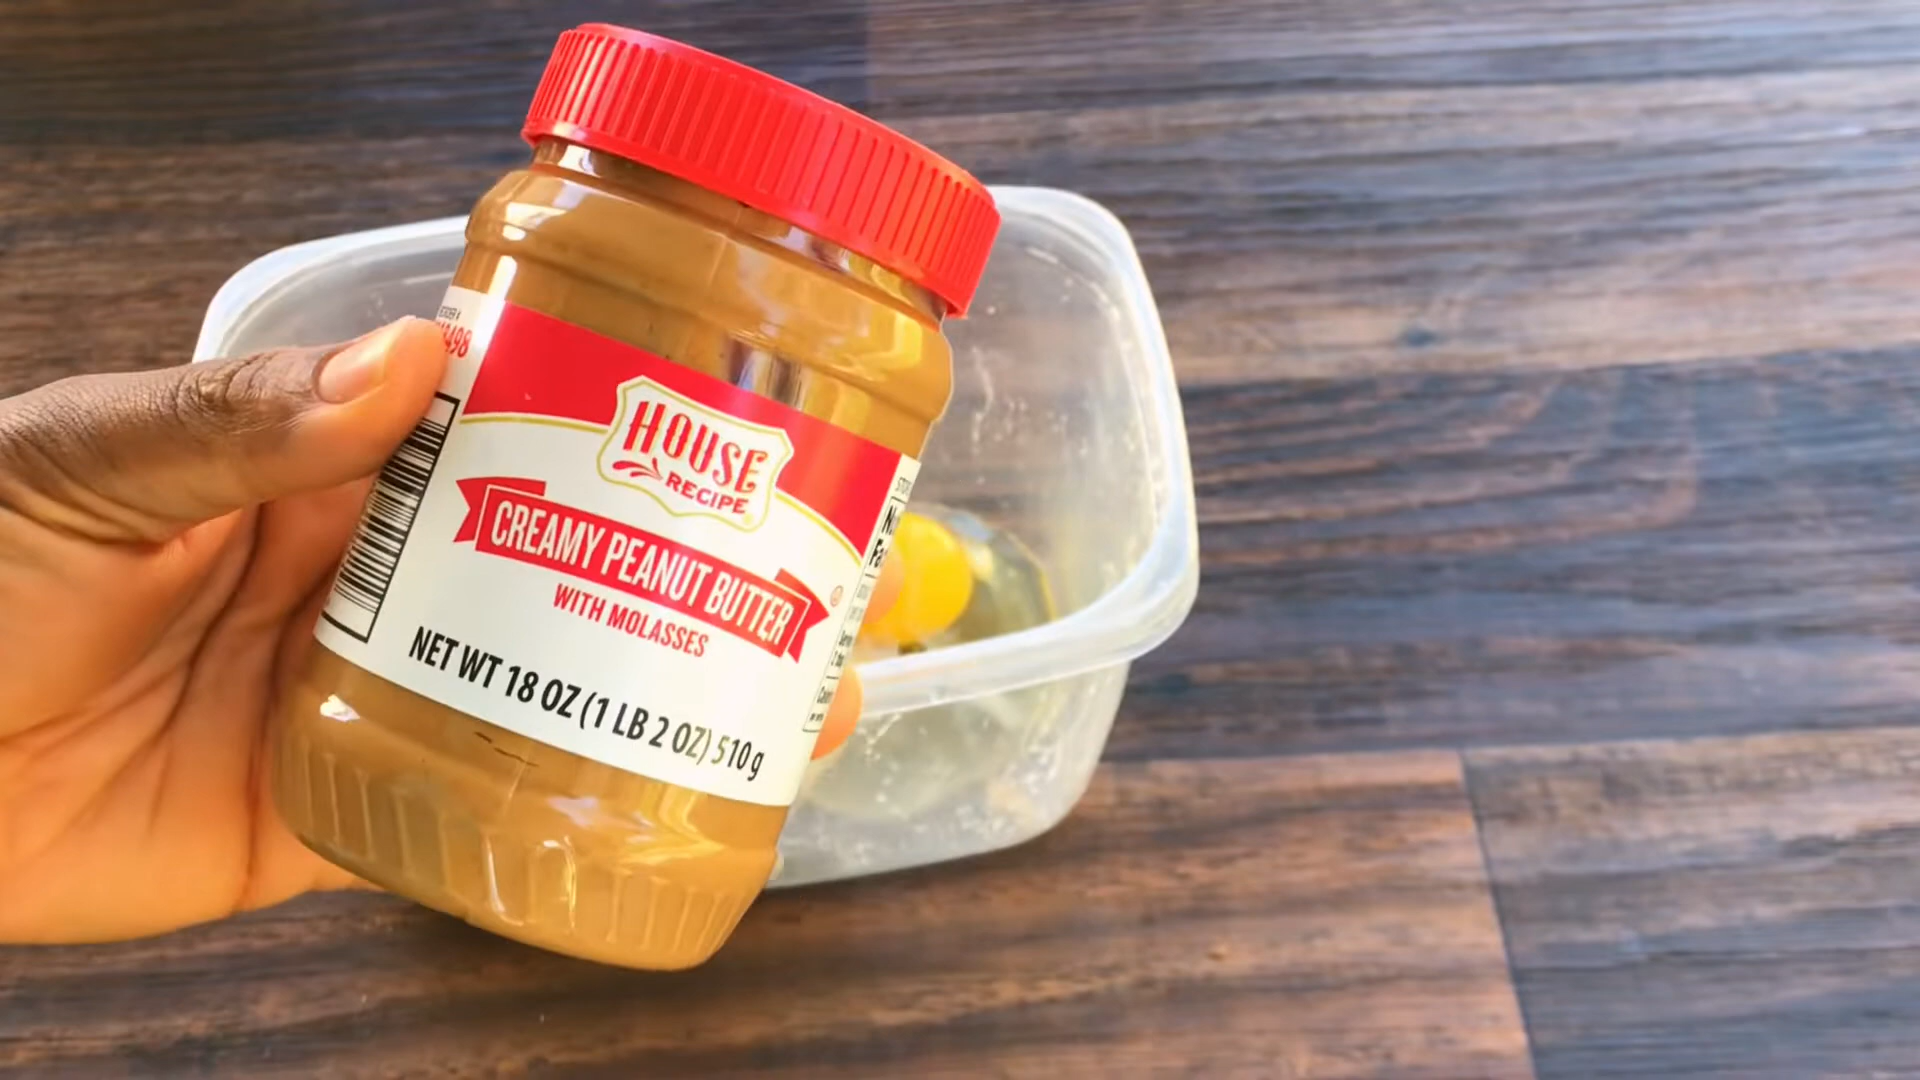 HOUSE
RECIPE
CREAMY PEANUT BUTTER
WITH MOLASSES
NET WT 18 OZ (1 LB 2 OZ) 510 g